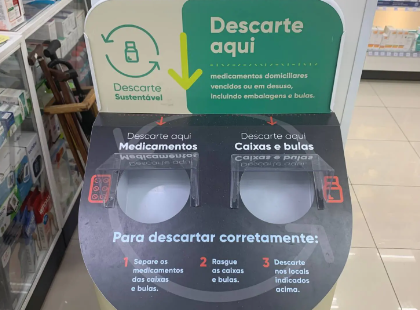 Descarte
Sustentável
Descarte
aqui
medicamentos domiciliares
vencidos ou em desuso,
incluindo embalagens e bulas.
Descarte aqui
Medicamentos
Descarte aqui
Caixas e bulas
Para descartar corretamente:
1 Separe os
medicamentos
das caixas
e bulas.
2 Rasgue
as caixas
e bulas.
3 Descarte
nos locais
indicados
acima.